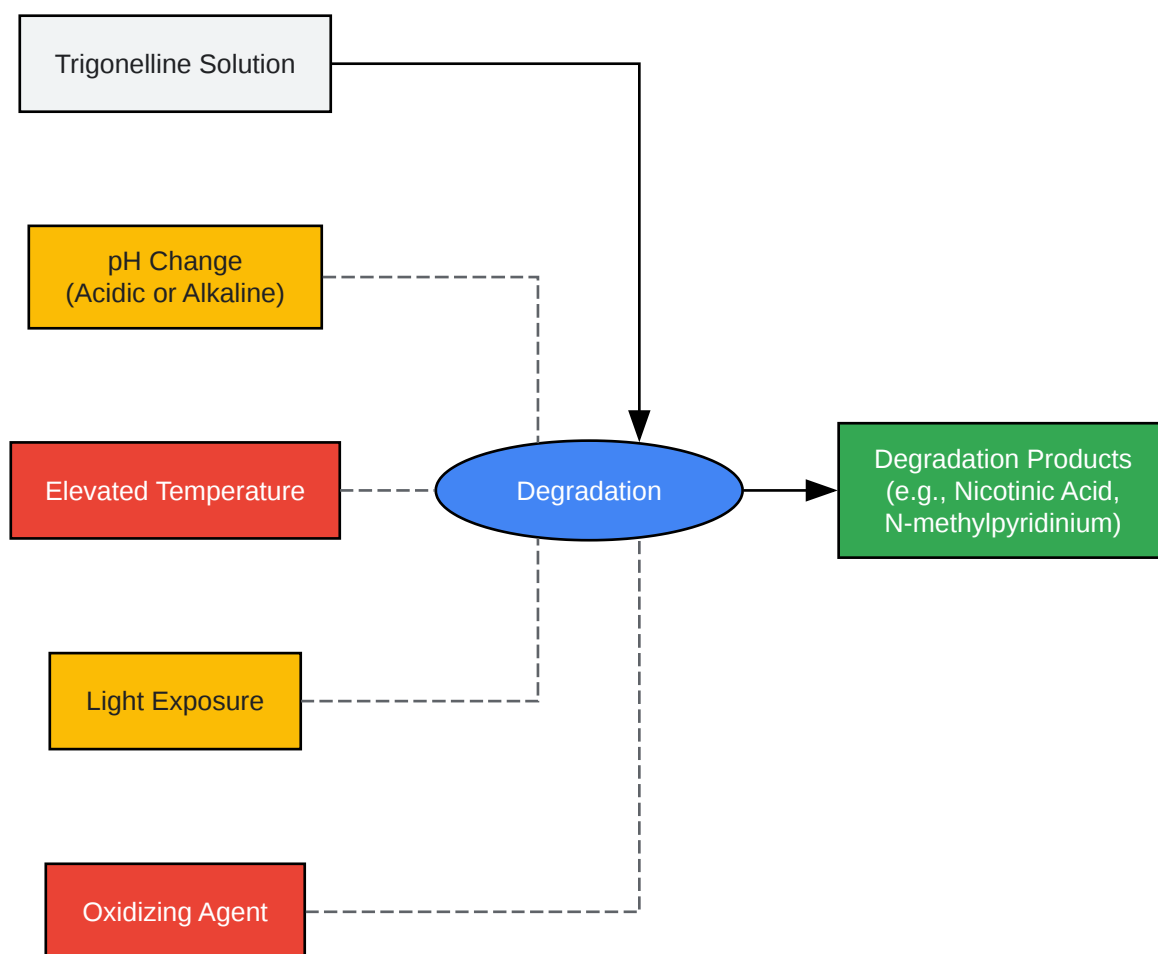 Trigonelline Solution
pH Change
(Acidic or Alkaline)
Elevated Temperature
Degradation
Degradation Products
(e.g., Nicotinic Acid,
N-methylpyridinium)
Light Exposure
Oxidizing Agent